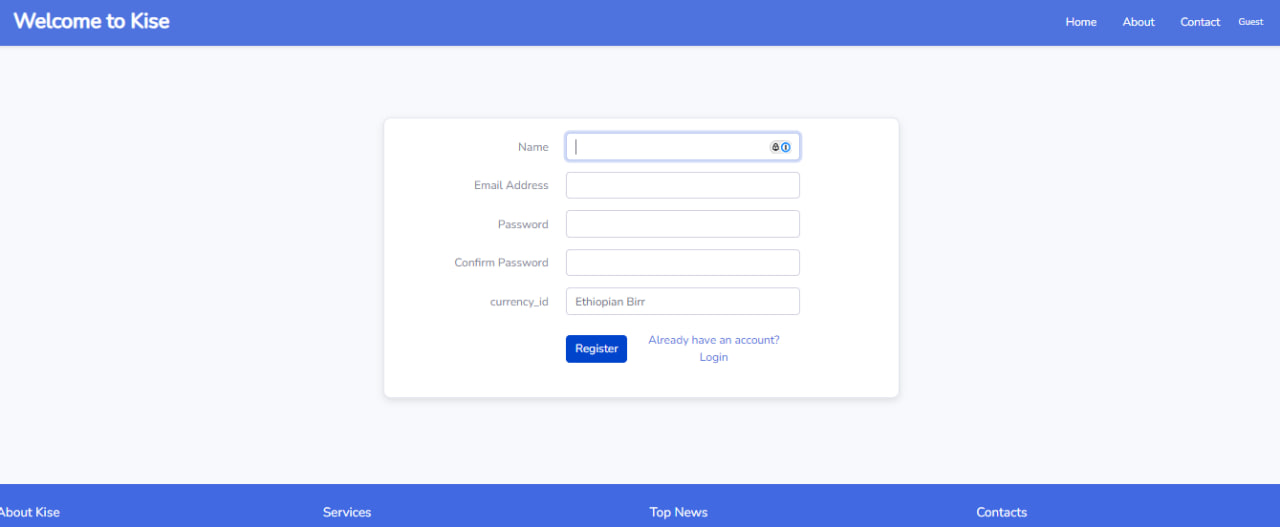 Welcome to Kise
Home About Contact Guest
Name
Email Address
Password
Confirm Password
currency_id Ethiopian Birr
Register Already have an account?
Login
About Kise Services Top News Contacts